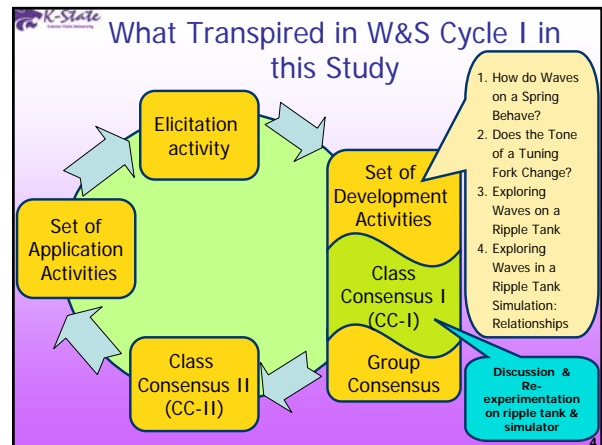 K-State
Kansas State University
What Transpired in W&S Cycle I in
this Study
Elicitation
activity
Set of
Development
Activities
Class
Consensus I
(CC-I)
Group
Consensus
Class
Consensus II
(CC-II)
Set of
Application
Activities
1. How do Waves
on a Spring
Behave?
2. Does the Tone
of a Tuning
Fork Change?
3. Exploring
Waves on a
Ripple Tank
4. Exploring
Waves in a
Ripple Tank
Simulation:
Relationships
Discussion &
Re-
experimentation
on ripple tank &
simulator
4